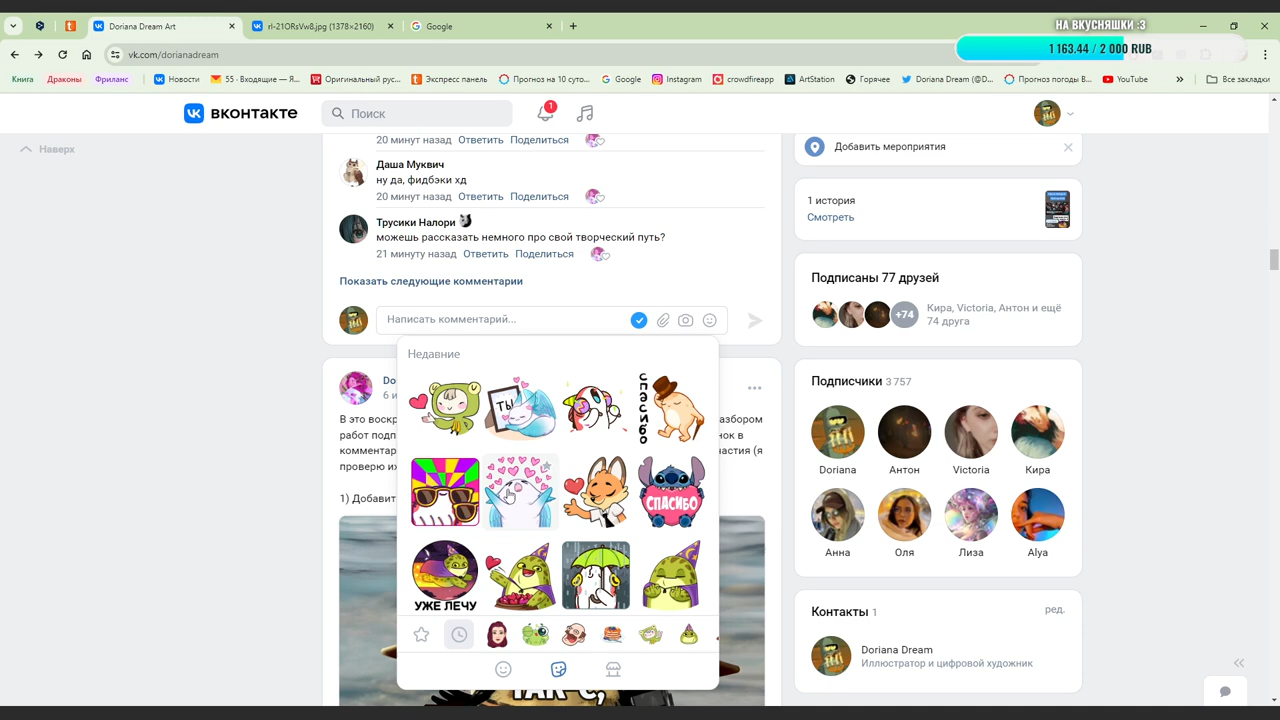 НА ВКУСНЯШКИ :3
1 163.44 / 2 000 RUB
Doriana Dream Art
rl-21ORsVw8.jpg (1378×2160)
Google
vk.com/dorianadream
Книга
Драконы
Фриланс
Новости
55 · Входящие — Я...
Оригинальный рус...
Экспресс панель
Прогноз на 10 суто...
Google
Instagram
crowdfireapp
ArtStation
Горячее
Doriana Dream (@D...
Прогноз погоды В...
YouTube
Все закладки
ВКОНТАКТЕ
Поиск
1
Наверх
20 минут назад Ответить Поделиться
Даша Муквич
ну да, фидбэки хд
20 минут назад Ответить Поделиться
Трусики Налори
можешь рассказать немного про свой творческий путь?
21 минуту назад Ответить Поделиться
Показать следующие комментарии
Написать комментарий...
Недавние
ТЫ
спасибо
СПАСИБО
УЖЕ ЛЕЧУ
Do
6 и
В это воскр
азбором
работ подп
нок в
комментар
частия (я
проверю их
1) Добавит
ТАК С,
Добавить мероприятия
1 история
Смотреть
Подписаны 77 друзей
+74
Кира, Victoria, Антон и ещё
74 друга
Подписчики 3 757
Doriana
Антон
Victoria
Кира
Анна
Оля
Лиза
Alya
Контакты 1
ред.
Doriana Dream
Иллюстратор и цифровой художник